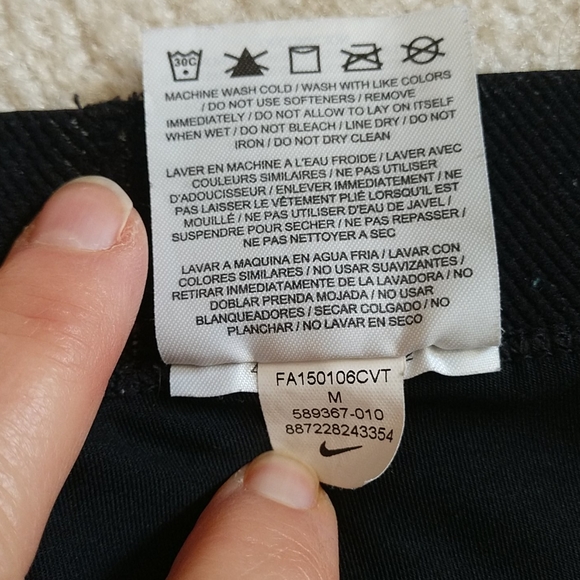 30C
MACHINE WASH COLD / WASH WITH LIKE COLORS
/ DO NOT USE SOFTENERS / REMOVE
IMMEDIATELY / DO NOT ALLOW TO LAY ON ITSELF
WHEN WET / DO NOT BLEACH / LINE DRY / DO NOT
IRON / DO NOT DRY CLEAN
LAVER EN MACHINE A L'EAU FROIDE / LAVER AVEC
COULEURS SIMILAIRES / NE PAS UTILISER
D'ADOUCISSEUR / ENLEVER IMMEDIATEMENT / NE
PAS LAISSER LE VÊTEMENT PLIÉ LORSQU'IL EST
MOUILLÉ / NE PAS UTILISER D'EAU DE JAVEL /
SUSPENDRE POUR SECHER / NE PAS REPASSER /
NE PAS NETTOYER A SEC
LAVAR A MAQUINA EN AGUA FRIA / LAVAR CON
COLORES SIMILARES / NO USAR SUAVIZANTES /
RETIRAR IMMEDIATAMENTE DE LA LAVADORA / NO
DOBLAR PRENDA MOJADA / NO USAR
BLANQUEADORES / SECAR COLGADO / NO
PLANCHAR / NO LAVAR EN SECO
FA150106CVT
M
589367-010
887228243354